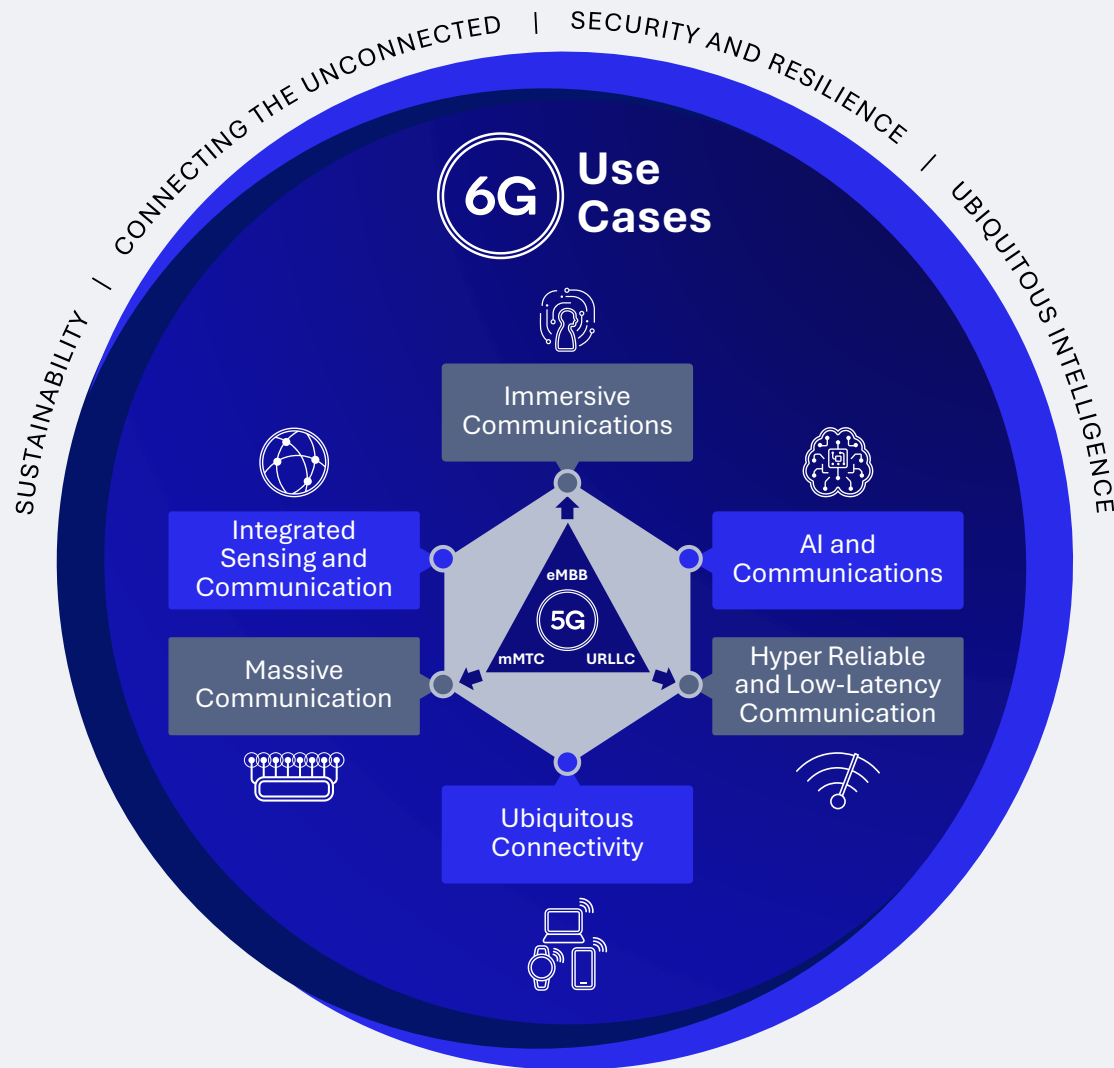 SUSTAINABILITY | CONNECTING THE UNCONNECTED | SECURITY AND RESILIENCE | UBIQUITOUS INTELLIGENCE
6G
Use
Cases
Immersive
Communications
Integrated
Sensing and
Communication
AI and
Communications
eMBB
5G
mMTC
URLLC
Massive
Communication
Hyper Reliable
and Low-Latency
Communication
Ubiquitous
Connectivity